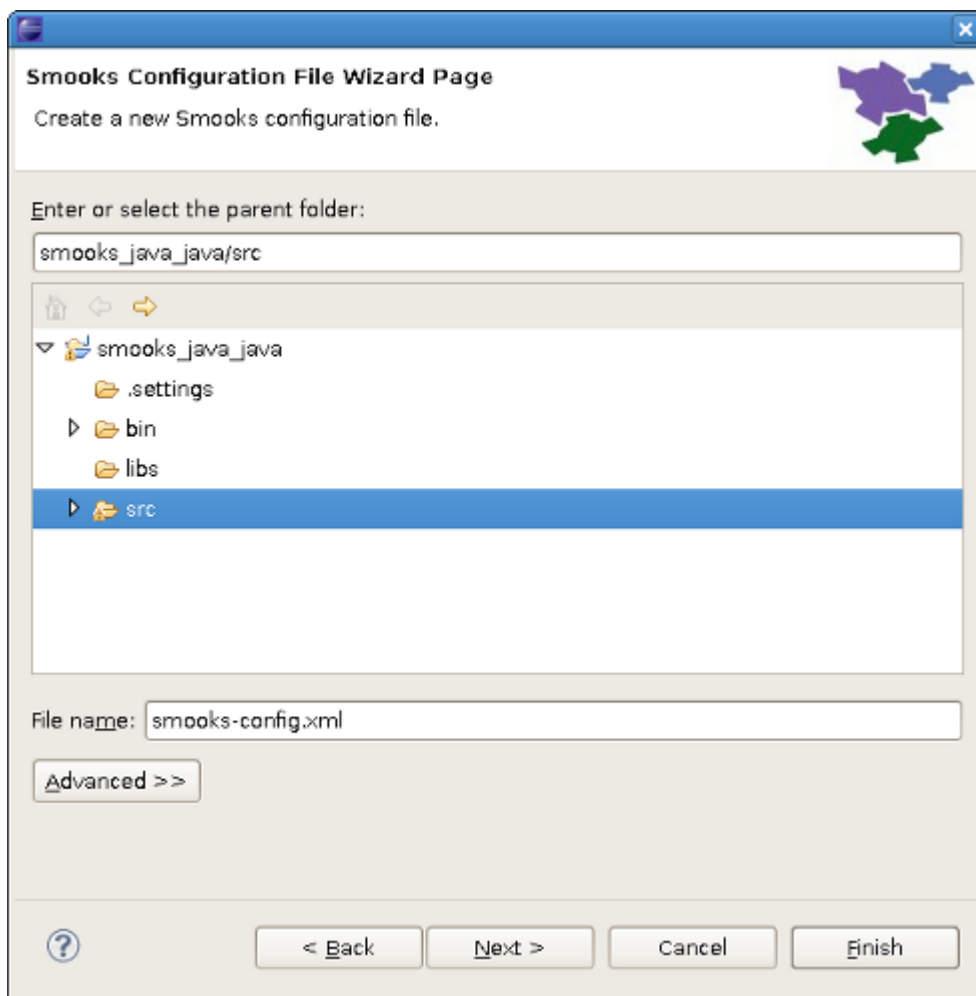 Smooks Configuration File Wizard Page
Create a new Smooks configuration file.
Enter or select the parent folder:
smooks_java_java/src
smooks_java_java
.settings
bin
libs
src
File name: smooks-config.xml
Advanced >>
< Back Next > Cancel Finish